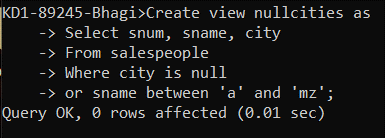 KD1-89245-Bhagi>Create view nullcities as
    -> Select snum, sname, city
    -> From salespeople
    -> Where city is null
    -> or sname between 'a' and 'mz';
Query OK, 0 rows affected (0.01 sec)